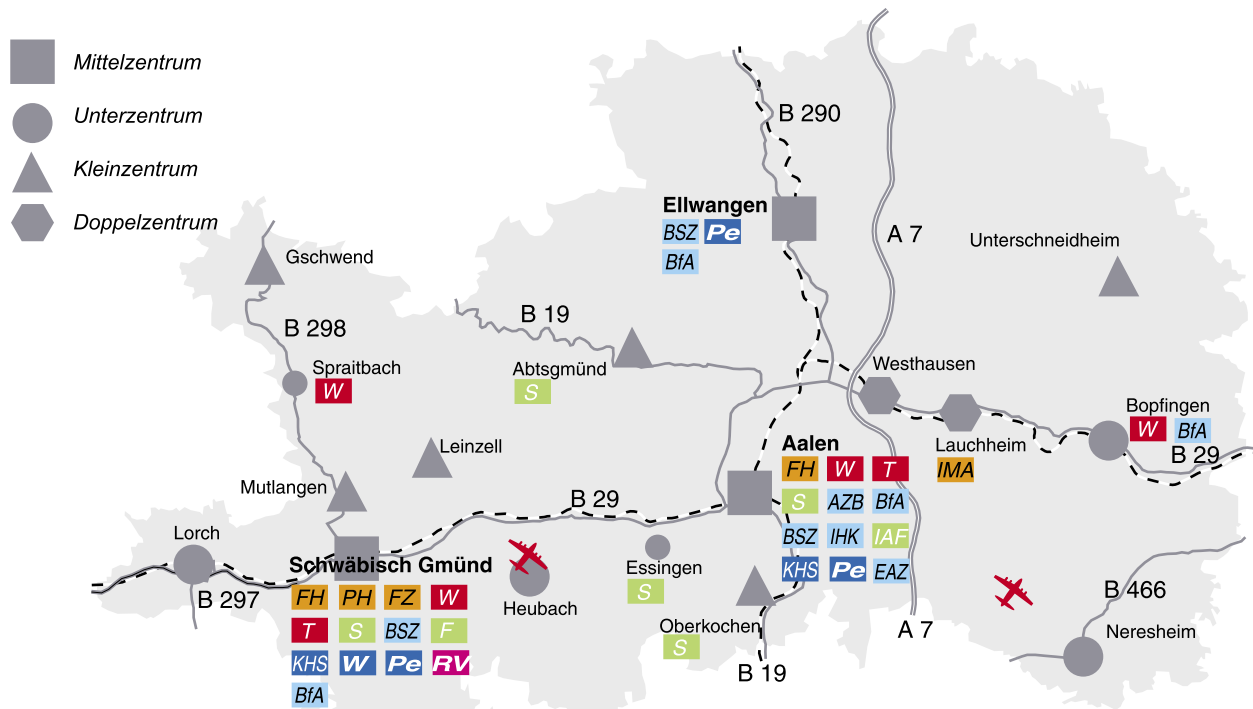 Mittelzentrum
Unterzentrum
Kleinzentrum
Doppelzentrum
B 290
Ellwangen
BSZ Pe
BfA
A 7
Unterschneidheim
Gschwend
B 298
B 19
Spraitbach
W
Abtsgmünd
S
Westhausen
Bopfingen
W BfA
B 29
Lauchheim
IMA
Leinzell
Mutlangen
Aalen
FH W T
S AZB BfA
BSZ IHK IAF
KHS Pe EAZ
B 29
Lorch
B 297
Schwäbisch Gmünd
FH PH FZ W
T S BSZ F
KHS W Pe RV
BfA
Heubach
Essingen
S
Oberkochen
S
B 19
A 7
B 466
Neresheim